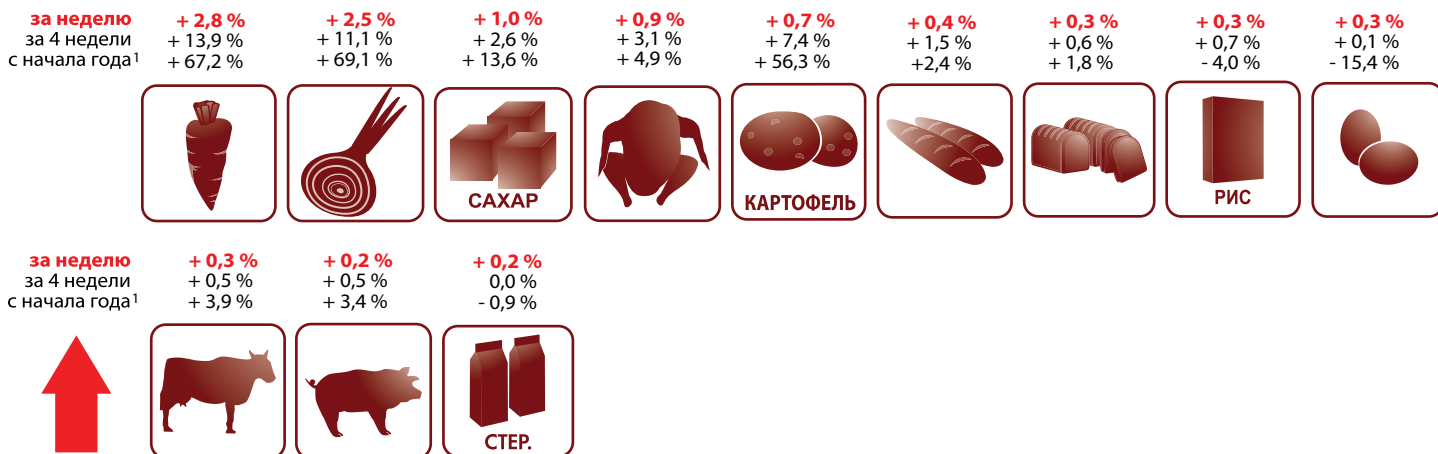 за неделю + 2,8 % + 2,5 % + 1,0 % + 0,9 % + 0,7 % + 0,4 % + 0,3 % + 0,3 % + 0,3 %
за 4 недели + 13,9 % + 11,1 % + 2,6 % + 3,1 % + 7,4 % + 1,5 % + 0,6 % + 0,7 % + 0,1 %
с начала года¹ + 67,2 % + 69,1 % + 13,6 % + 4,9 % + 56,3 % +2,4 % + 1,8 % - 4,0 % - 15,4 %
САХАР КАРТОФЕЛЬ РИС
за неделю + 0,3 % + 0,2 % + 0,2 %
за 4 недели + 0,5 % + 0,5 % 0,0 %
с начала года¹ + 3,9 % + 3,4 % - 0,9 %
СТЕР.